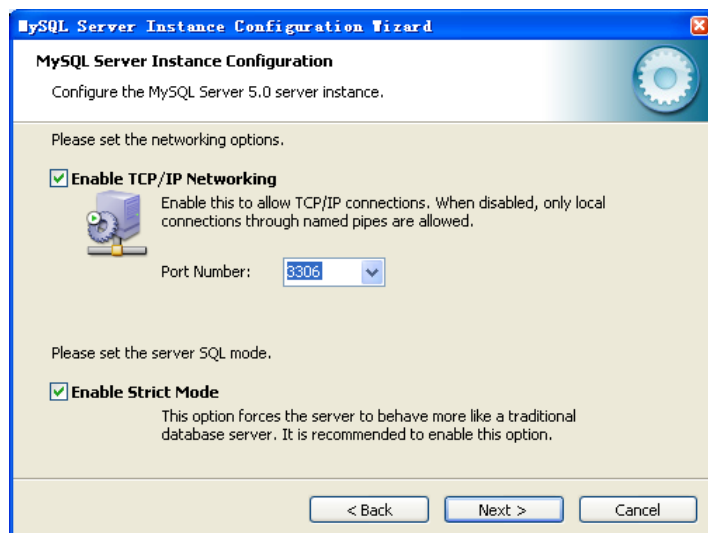 MySQL Server Instance Configuration Wizard
MySQL Server Instance Configuration
Configure the MySQL Server 5.0 server instance.
Please set the networking options.
Enable TCP/IP Networking
Enable this to allow TCP/IP connections. When disabled, only local
connections through named pipes are allowed.
Port Number: 3306
Please set the server SQL mode.
Enable Strict Mode
This option forces the server to behave more like a traditional
database server. It is recommended to enable this option.
< Back Next > Cancel